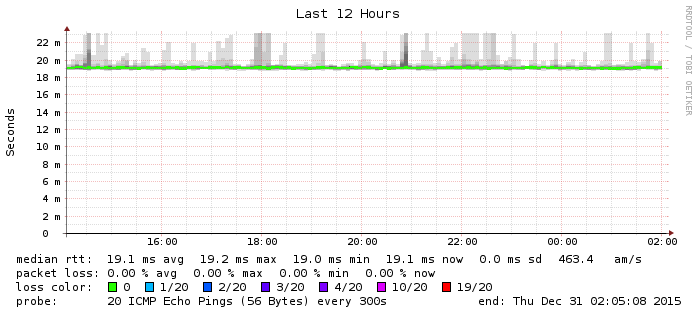 Last 12 Hours
RRDTOOL / TOBI OETIKER
Seconds
22 m
20 m
18 m
16 m
14 m
12 m
10 m
8 m
6 m
4 m
2 m
0
16:00 18:00 20:00 22:00 00:00 02:00
median rtt: 19.1 ms avg 19.2 ms max 19.0 ms min 19.1 ms now 0.0 ms sd 463.4 am/s
packet loss: 0.00 % avg 0.00 % max 0.00 % min 0.00 % now
loss color: 0 1/20 2/20 3/20 4/20 10/20 19/20
probe: 20 ICMP Echo Pings (56 Bytes) every 300s end: Thu Dec 31 02:05:08 2015